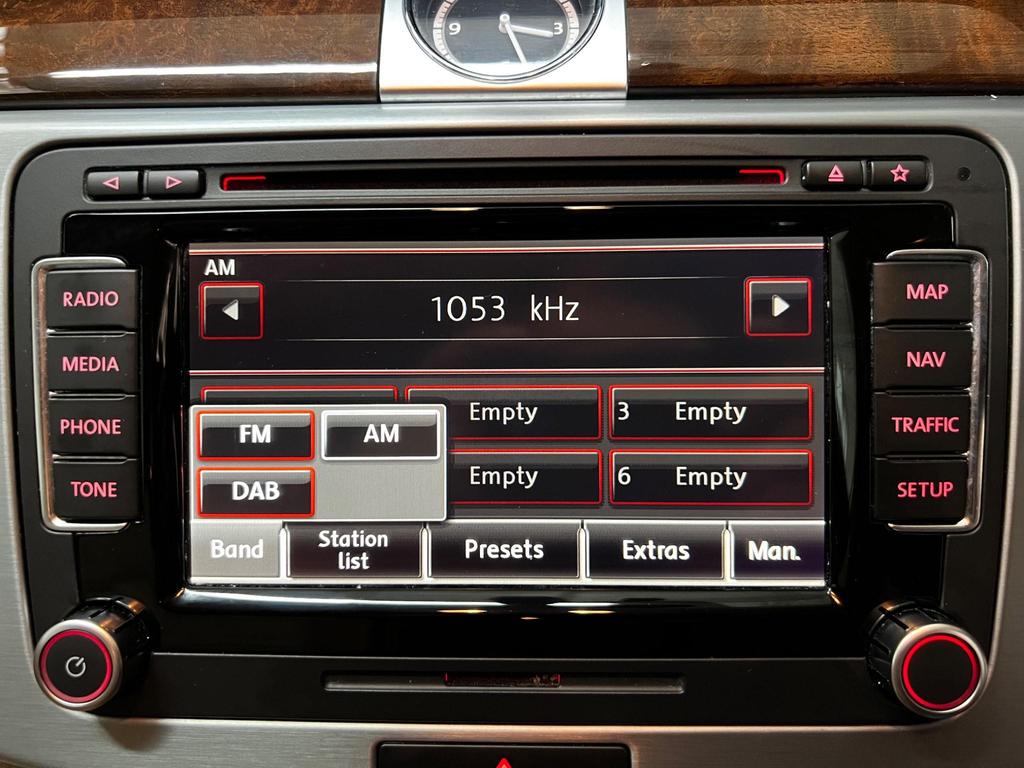 9 3
RADIO
MEDIA
PHONE
TONE
AM
1053 kHz
Empty
3 Empty
FM AM
DAB
Empty
6 Empty
Band
Station
list
Presets
Extras
Man.
MAP
NAV
TRAFFIC
SETUP